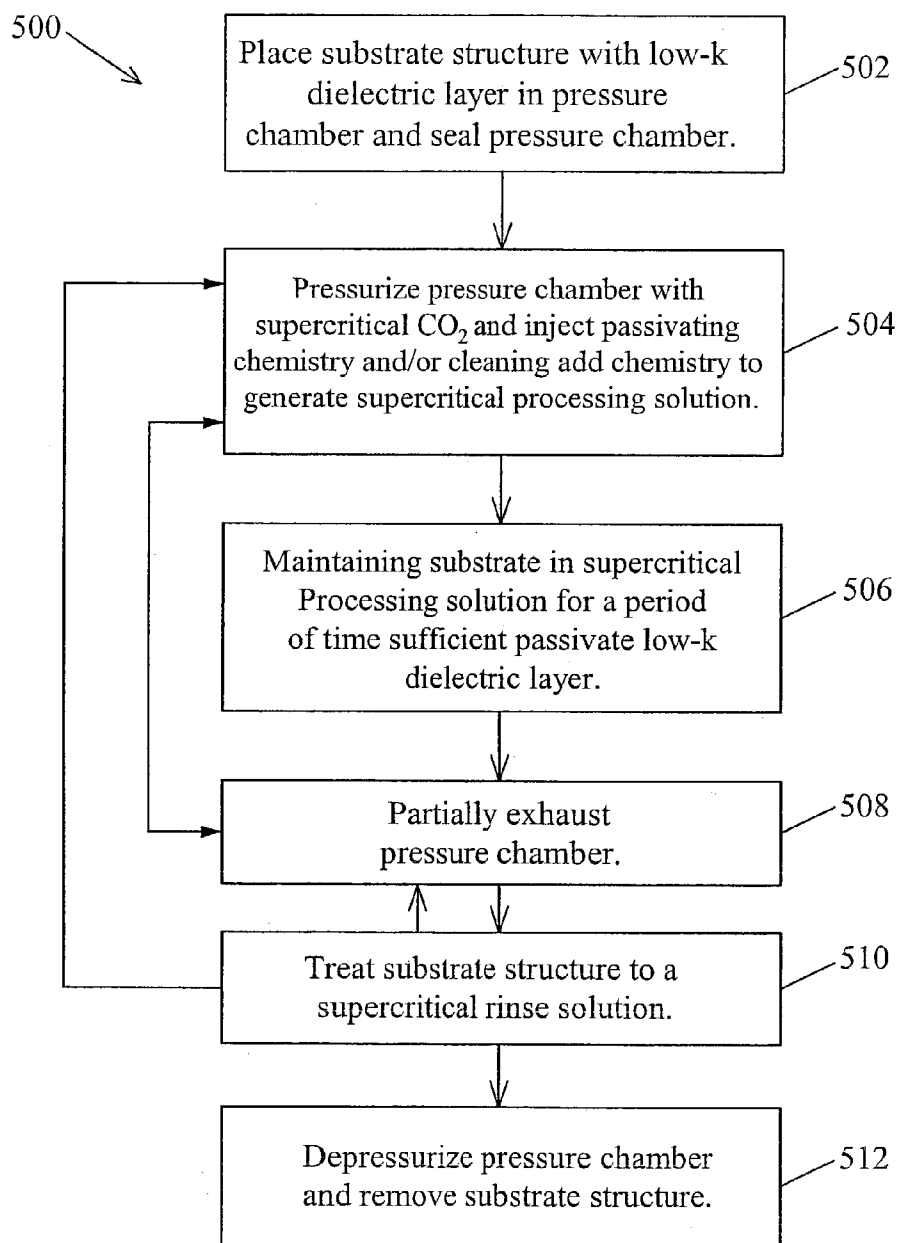 500
Place substrate structure with low-k
dielectric layer in pressure
chamber and seal pressure chamber.
502
Pressurize pressure chamber with
supercritical CO2 and inject passivating
chemistry and/or cleaning add chemistry to
generate supercritical processing solution.
504
Maintaining substrate in supercritical
Processing solution for a period
of time sufficient passivate low-k
dielectric layer.
506
Partially exhaust
pressure chamber.
508
Treat substrate structure to a
supercritical rinse solution.
510
Depressurize pressure chamber
and remove substrate structure.
512